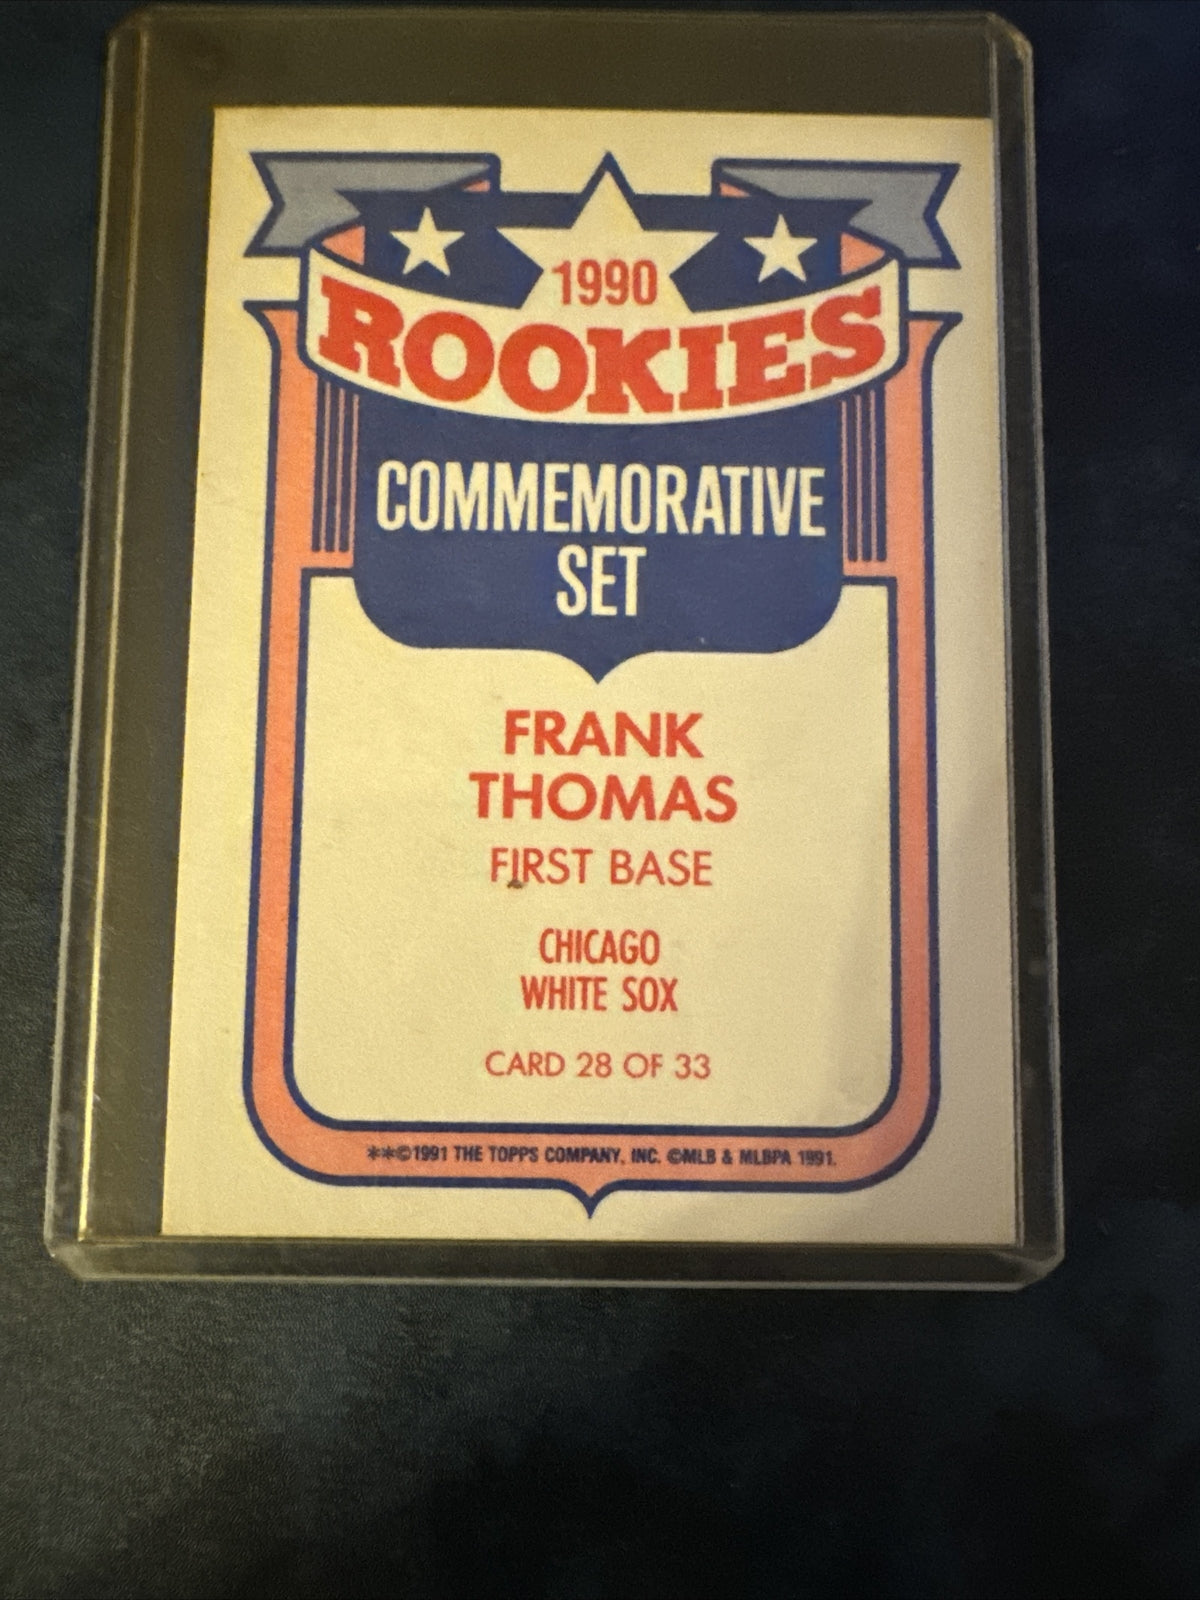 1990
ROOKIES
COMMEMORATIVE
SET
FRANK
THOMAS
FIRST BASE
CHICAGO
WHITE SOX
CARD 28 OF 33
**©1991 THE TOPPS COMPANY, INC. ©MLB & MLBPA 1991.